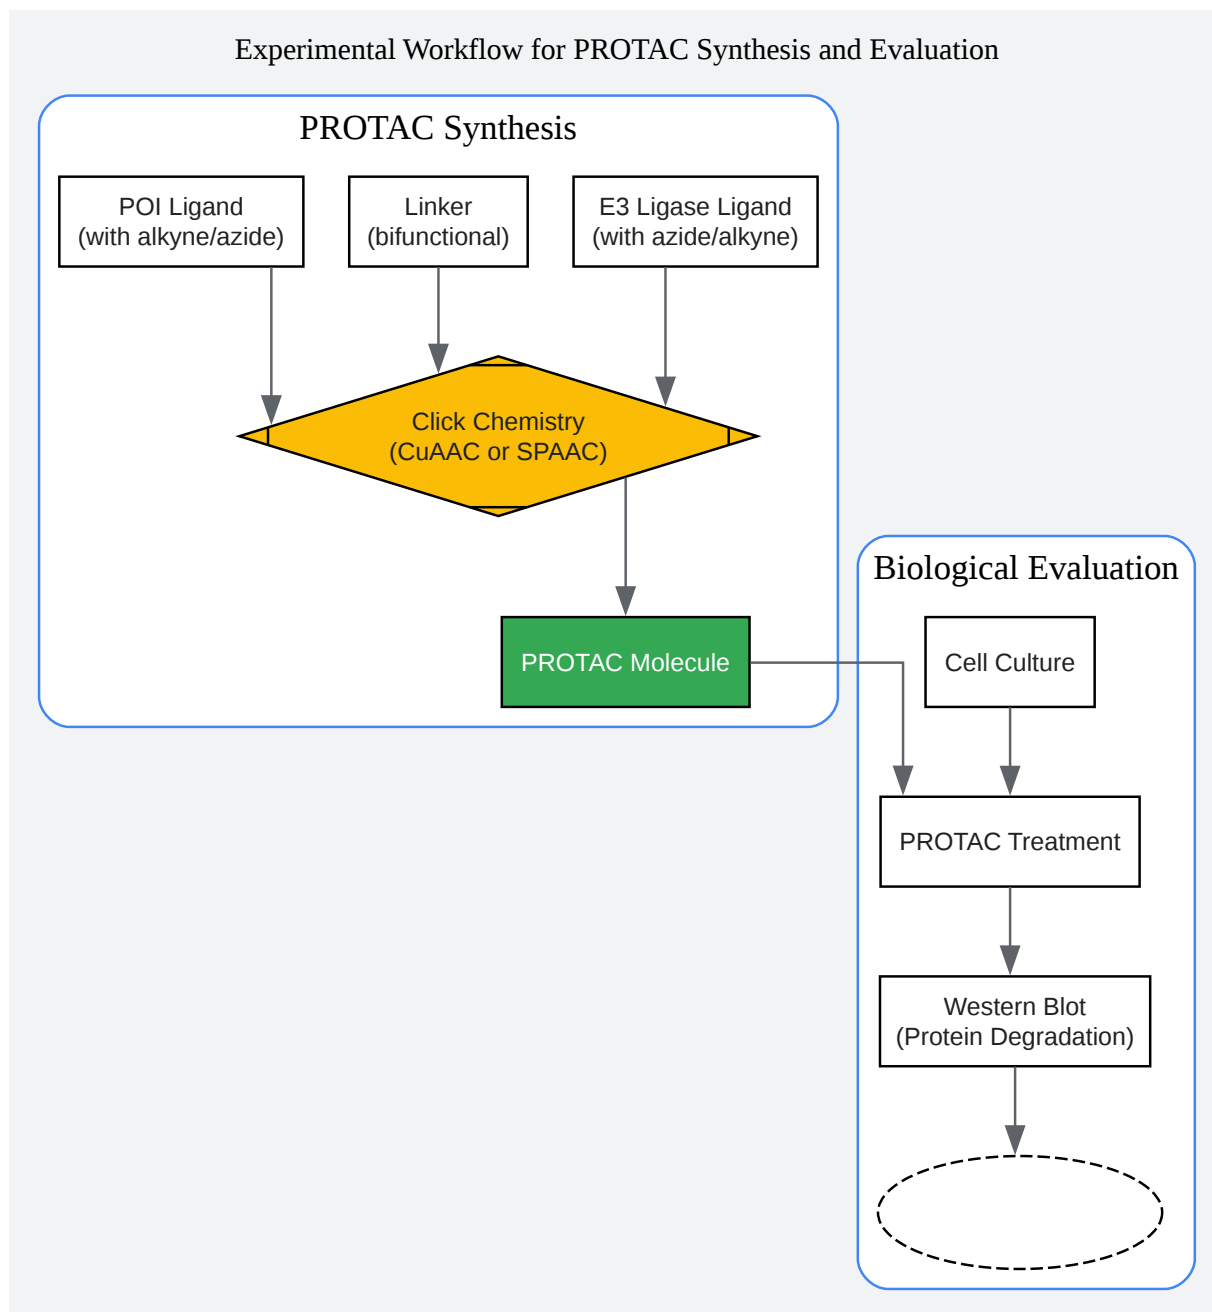 Experimental Workflow for PROTAC Synthesis and Evaluation
PROTAC Synthesis
POI Ligand
(with alkyne/azide)
Linker
(bifunctional)
E3 Ligase Ligand
(with azide/alkyne)
Click Chemistry
(CuAAC or SPAAC)
PROTAC Molecule
Biological Evaluation
Cell Culture
PROTAC Treatment
Western Blot
(Protein Degradation)